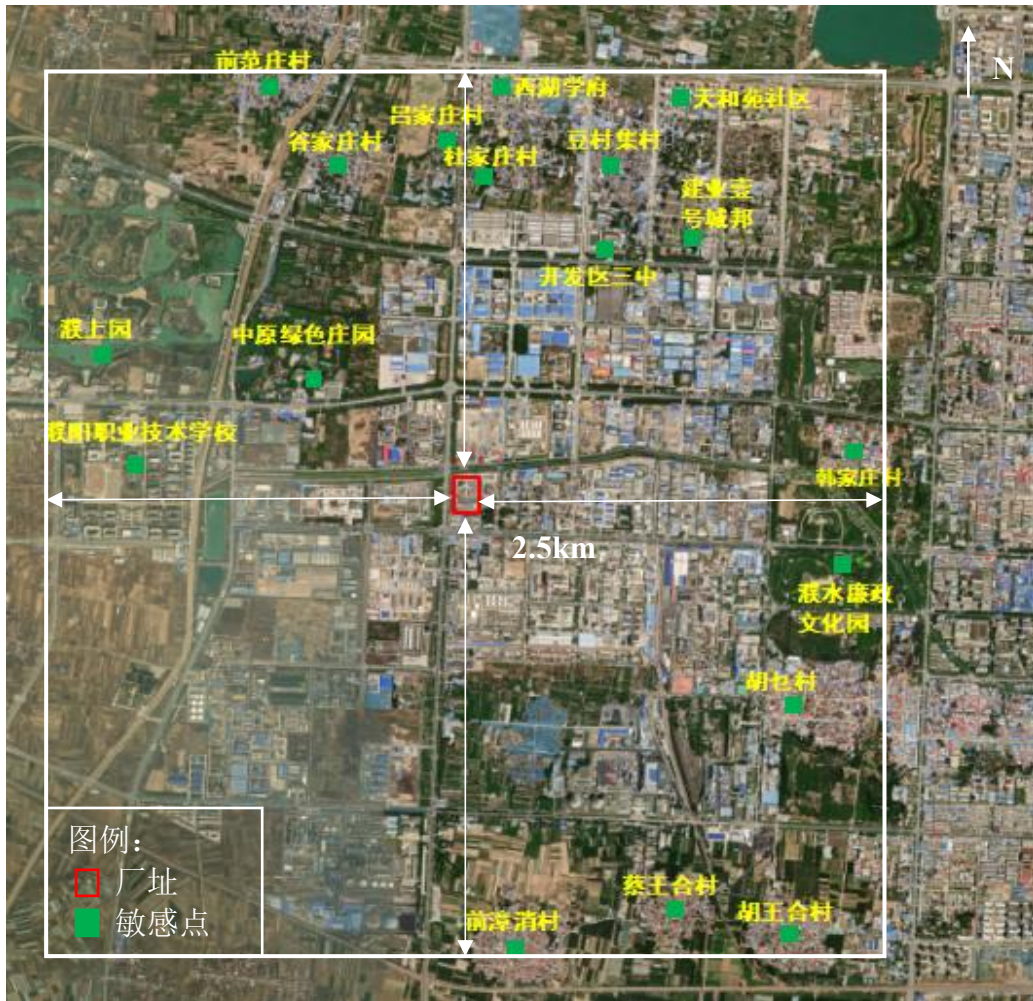 前范庄村
西湖学府
N
天和苑社区
吕家庄村
谷家庄村
杜家庄村
豆村集村
建业壹
号城邦
开发区三中
濮上园
中原绿色庄园
濮阳职业技术学校
韩家庄村
2.5km
濮水廉政
文化园
胡乜村
图例：
厂址
敏感点
蔡王合村
前漳消村
胡王合村